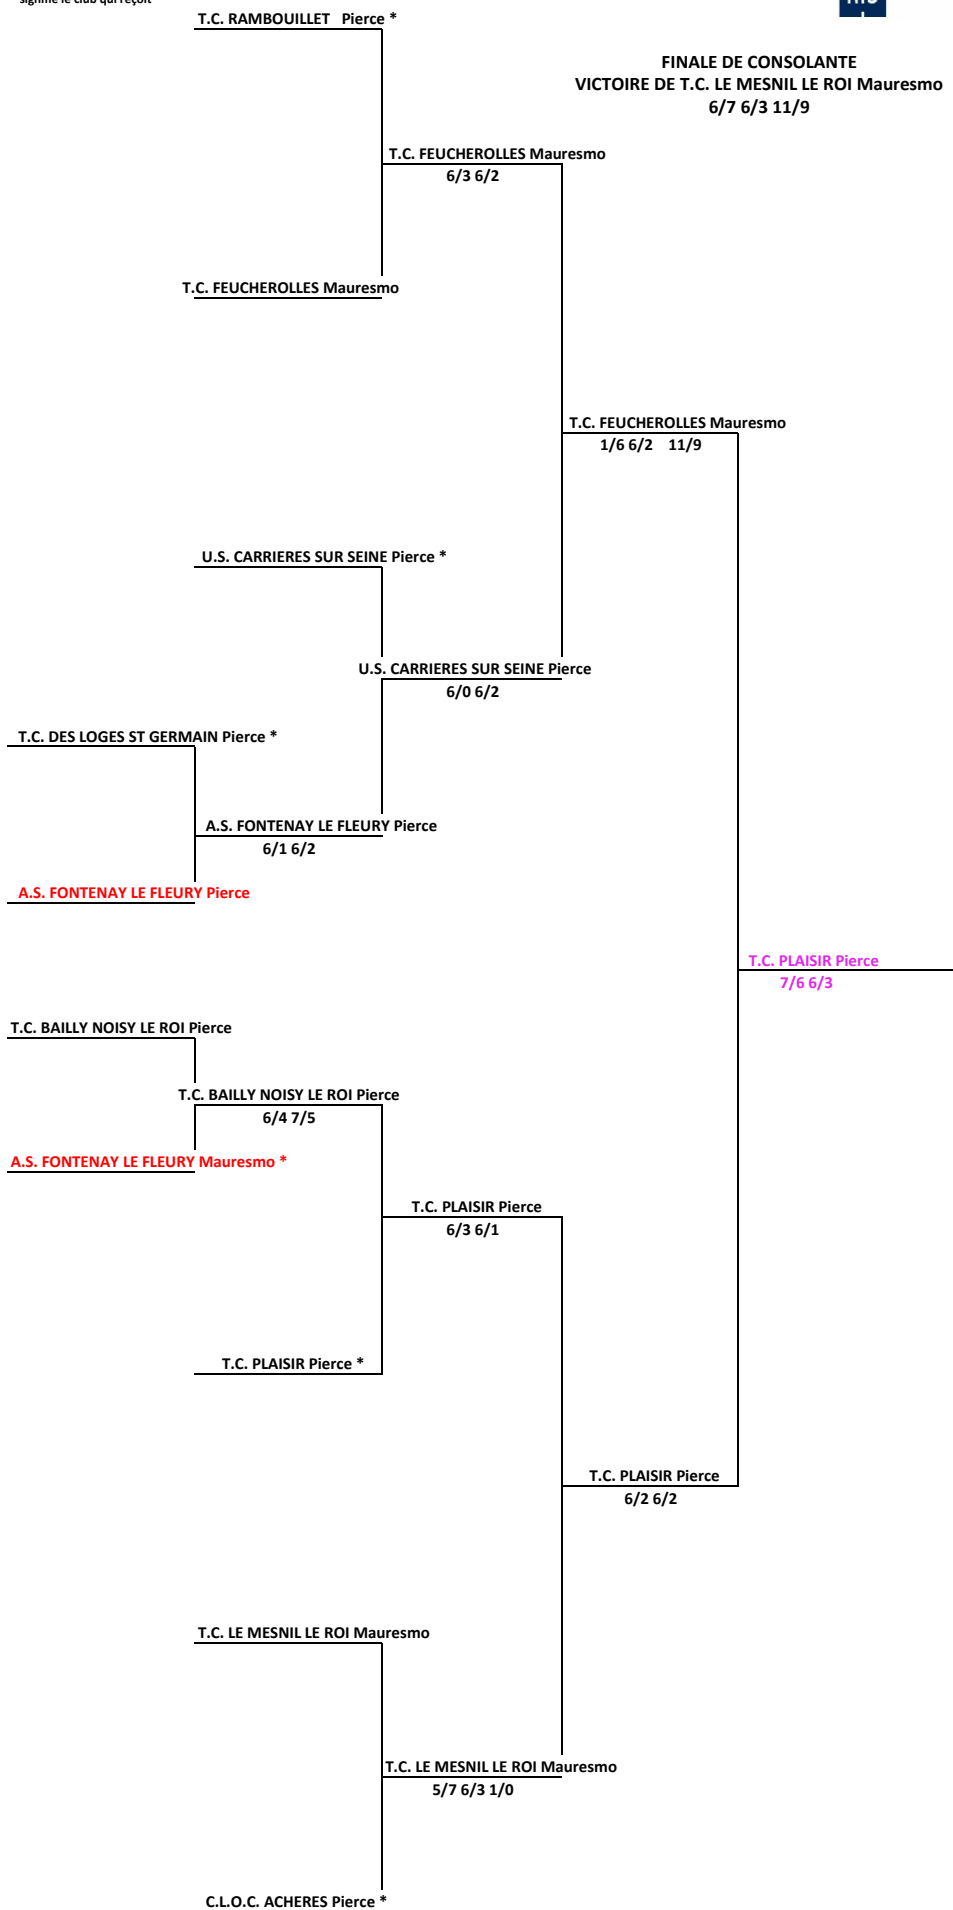 signifie le club qui reçoit
T.C. RAMBOUILLET Pierce *
FINALE DE CONSOLANTE
VICTOIRE DE T.C. LE MESNIL LE ROI Mauresmo
6/7 6/3 11/9
T.C. FEUCHEROLLES Mauresmo
6/3 6/2
T.C. FEUCHEROLLES Mauresmo
T.C. FEUCHEROLLES Mauresmo
1/6 6/2 11/9
U.S. CARRIERES SUR SEINE Pierce *
U.S. CARRIERES SUR SEINE Pierce
6/0 6/2
T.C. DES LOGES ST GERMAIN Pierce *
A.S. FONTENAY LE FLEURY Pierce
6/1 6/2
A.S. FONTENAY LE FLEURY Pierce
T.C. PLAISIR Pierce
7/6 6/3
T.C. BAILLY NOISY LE ROI Pierce
T.C. BAILLY NOISY LE ROI Pierce
6/4 7/5
A.S. FONTENAY LE FLEURY Mauresmo *
T.C. PLAISIR Pierce
6/3 6/1
T.C. PLAISIR Pierce *
T.C. PLAISIR Pierce
6/2 6/2
T.C. LE MESNIL LE ROI Mauresmo
T.C. LE MESNIL LE ROI Mauresmo
5/7 6/3 1/0
C.L.O.C. ACHERES Pierce *